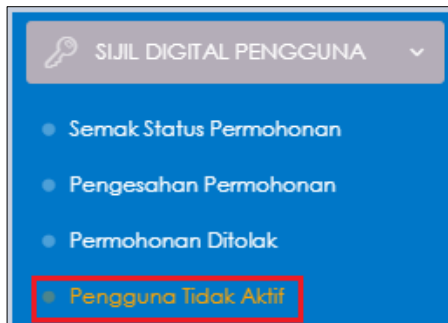 SIJIL DIGITAL PENGGUNA
Semak Status Permohonan
Pengesahan Permohonan
Permohonan Ditolak
Pengguna Tidak Aktif